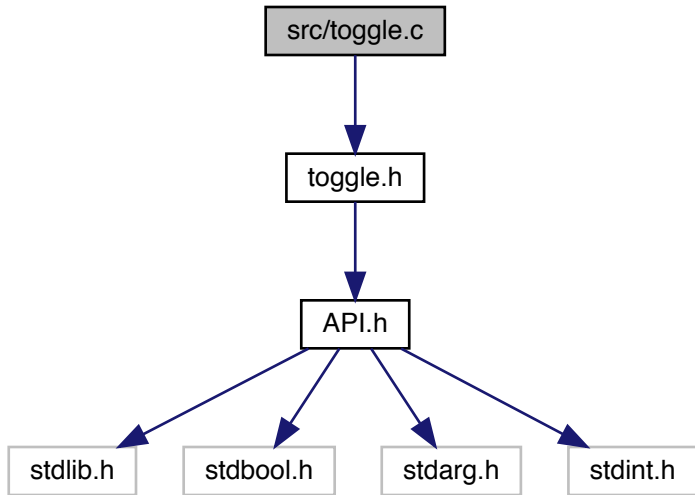 src/toggle.c
toggle.h
API.h
stdlib.h
stdbool.h
stdarg.h
stdint.h